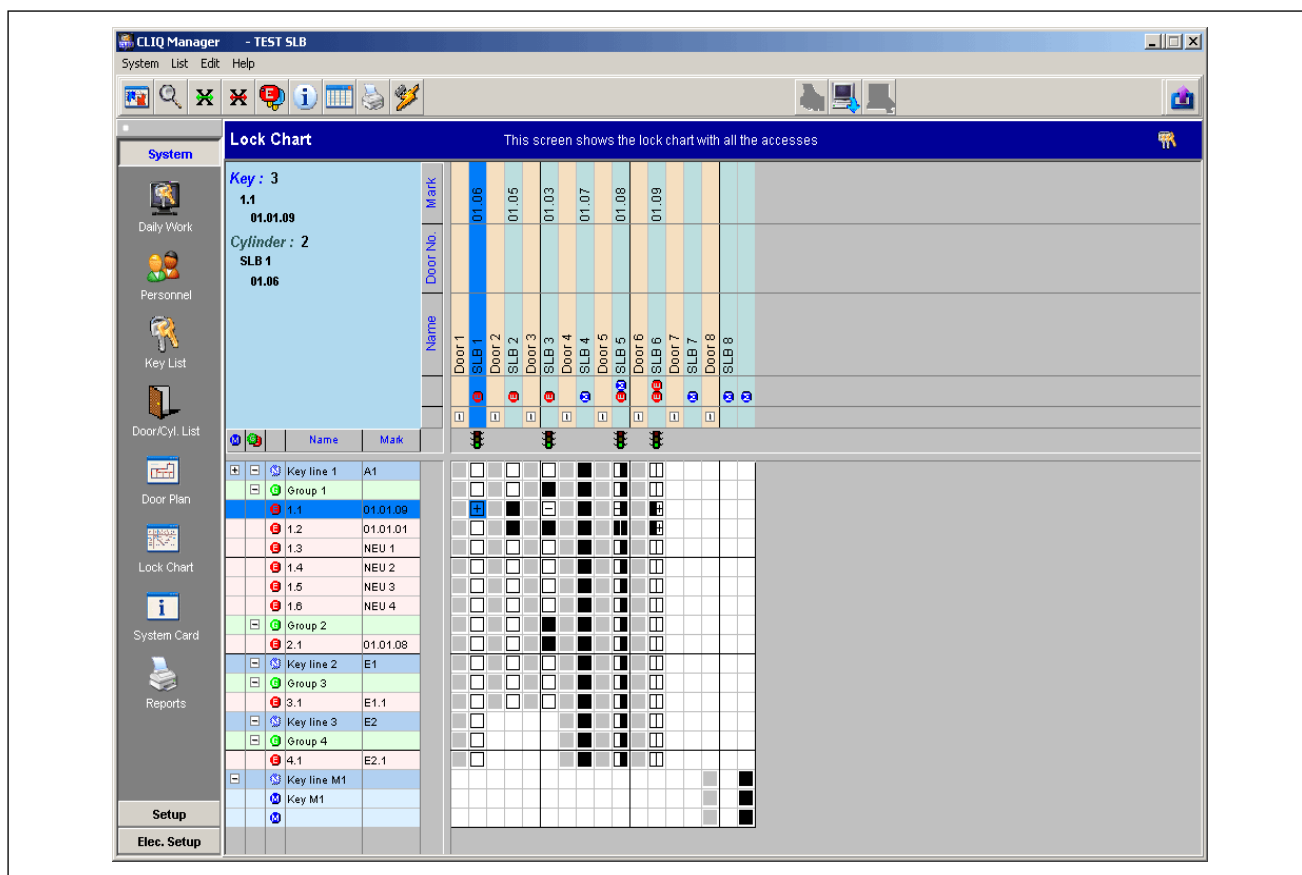 CLIQ Manager - TEST SLB
System List Edit Help
System
Daily Work
Personnel
Key List
Door/Cyl. List
Door Plan
Lock Chart
System Card
Reports
Setup
Elec. Setup
Lock Chart This screen shows the lock chart with all the accesses
Key : 3
1.1
01.01.09
Cylinder : 2
SLB 1
01.06
Mark
Door No.
Name
01.06
01.05
01.03
01.07
01.08
01.09
Door 1
SLB 1
Door 2
SLB 2
Door 3
SLB 3
Door 4
SLB 4
Door 5
SLB 5
Door 6
SLB 6
Door 7
SLB 7
Door 8
SLB 8
Name Mark
Key line 1 A1
Group 1
1.1 01.01.09
1.2 01.01.01
1.3 NEU 1
1.4 NEU 2
1.5 NEU 3
1.6 NEU 4
Group 2
2.1 01.01.08
Key line 2 E1
Group 3
3.1 E1.1
Key line 3 E2
Group 4
4.1 E2.1
Key line M1
Key M1